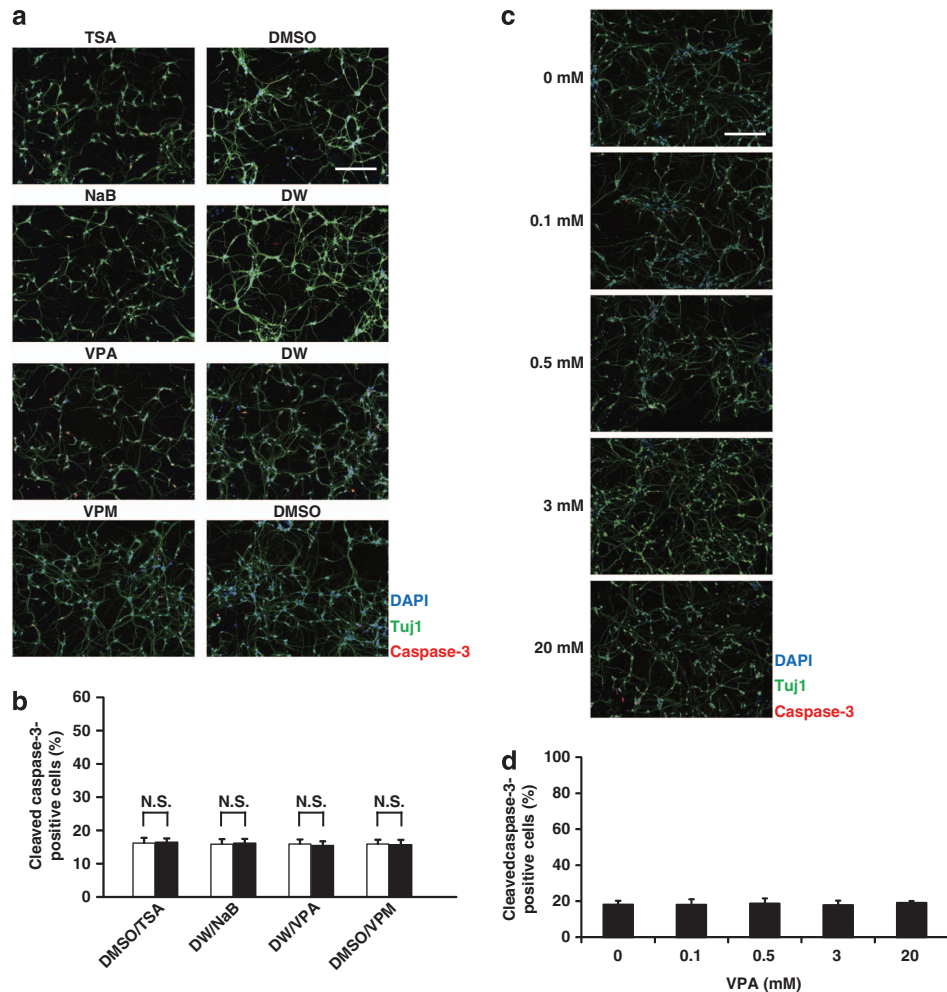 a
TSA DMSO
NaB DW
VPA DW
VPM DMSO
DAPI
Tuj1
Caspase-3
b
Cleaved caspase-3-
positive cells (%)
60
50
40
30
20
10
0
N.S. N.S. N.S. N.S.
DMSO/TSA DW/NaB DW/VPA DMSO/VPM
c
0 mM
0.1 mM
0.5 mM
3 mM
20 mM
DAPI
Tuj1
Caspase-3
d
Cleavedcaspase-3-
positive cells (%)
100
80
60
40
20
0
0 0.1 0.5 3 20
VPA (mM)